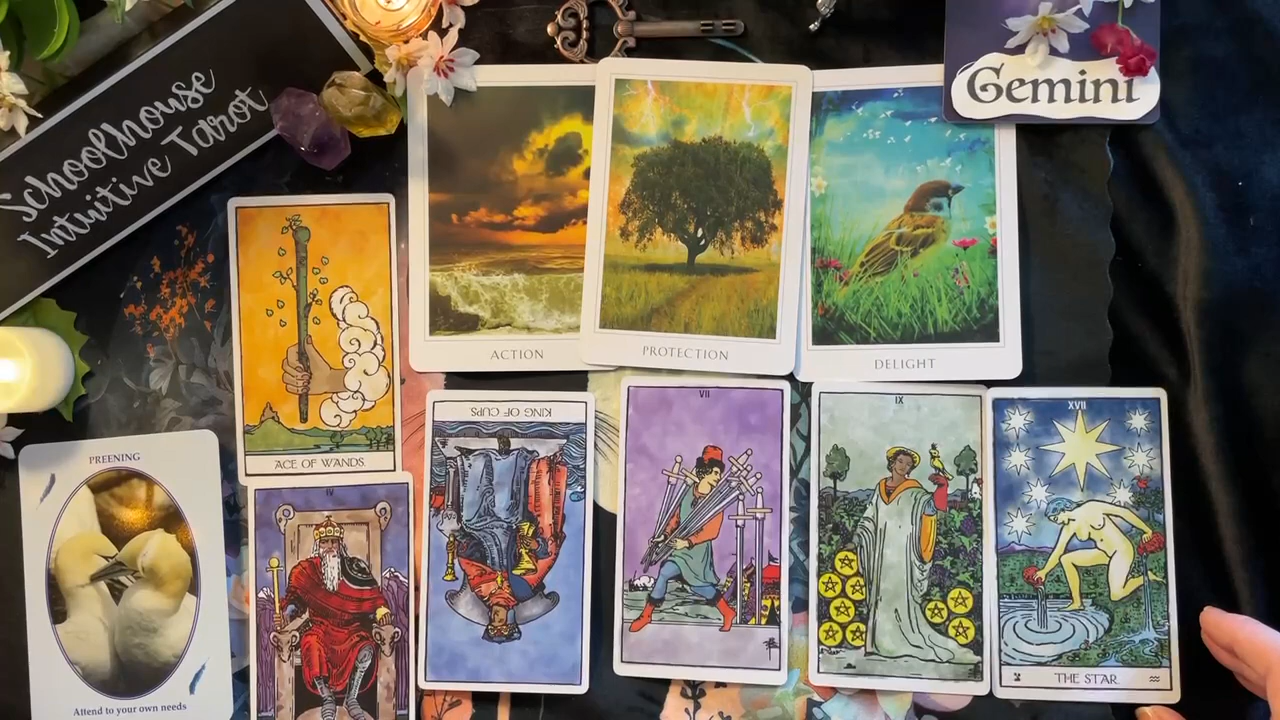 Schoolhouse
Intuitive Tarot
Gemini
ACTION
PROTECTION
DELIGHT
ACE OF WANDS.
PREENING
Attend to your own needs
IV
KING OF CUPS
VII
IX
XVII
THE STAR.